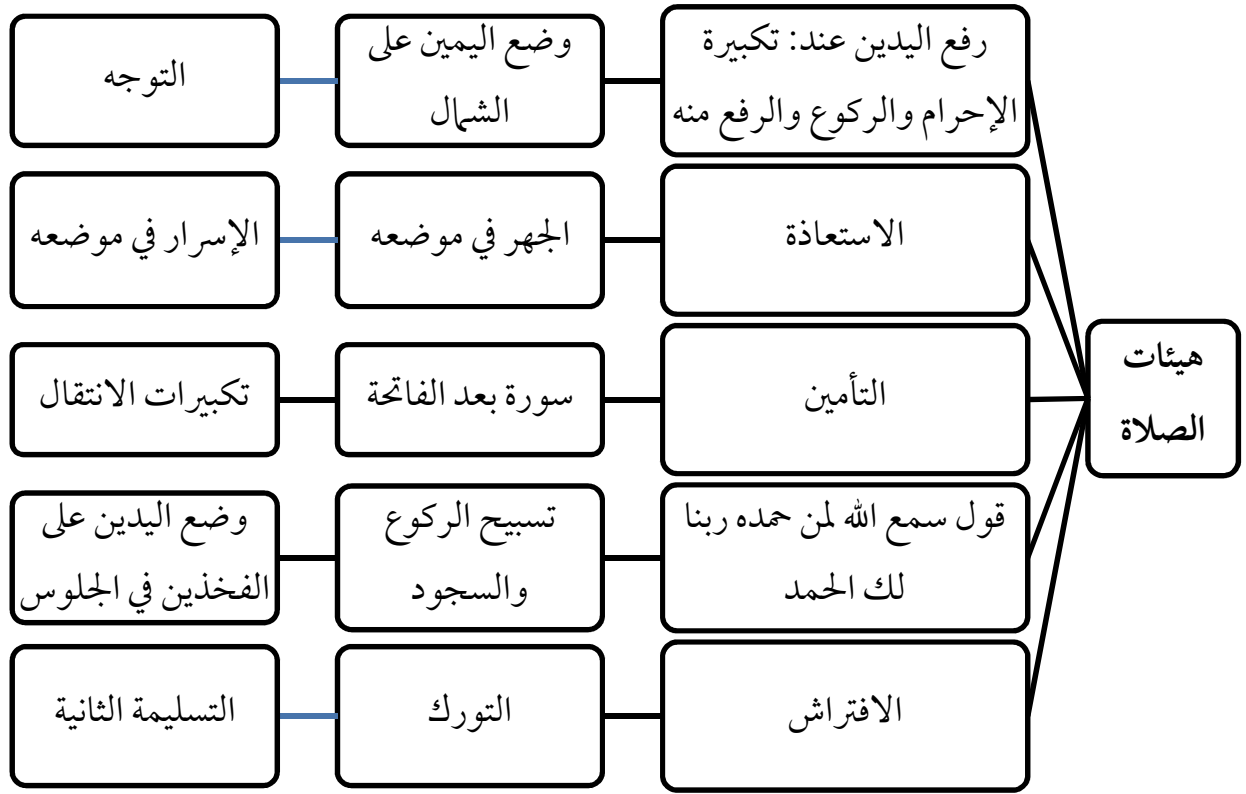 هيئات
الصلاة
رفع اليدين عند: تكبيرة
الإحرام والركوع والرفع منه
وضع اليمين على
الشمال
التوجه
الاستعاذة
الجهر في موضعه
الإسرار في موضعه
التأمين
سورة بعد الفاتحة
تكبيرات الانتقال
قول سمع الله لمن حمده ربنا
لك الحمد
تسبيح الركوع
والسجود
وضع اليدين على
الفخذين في الجلوس
الافتراش
التورك
التسليمة الثانية